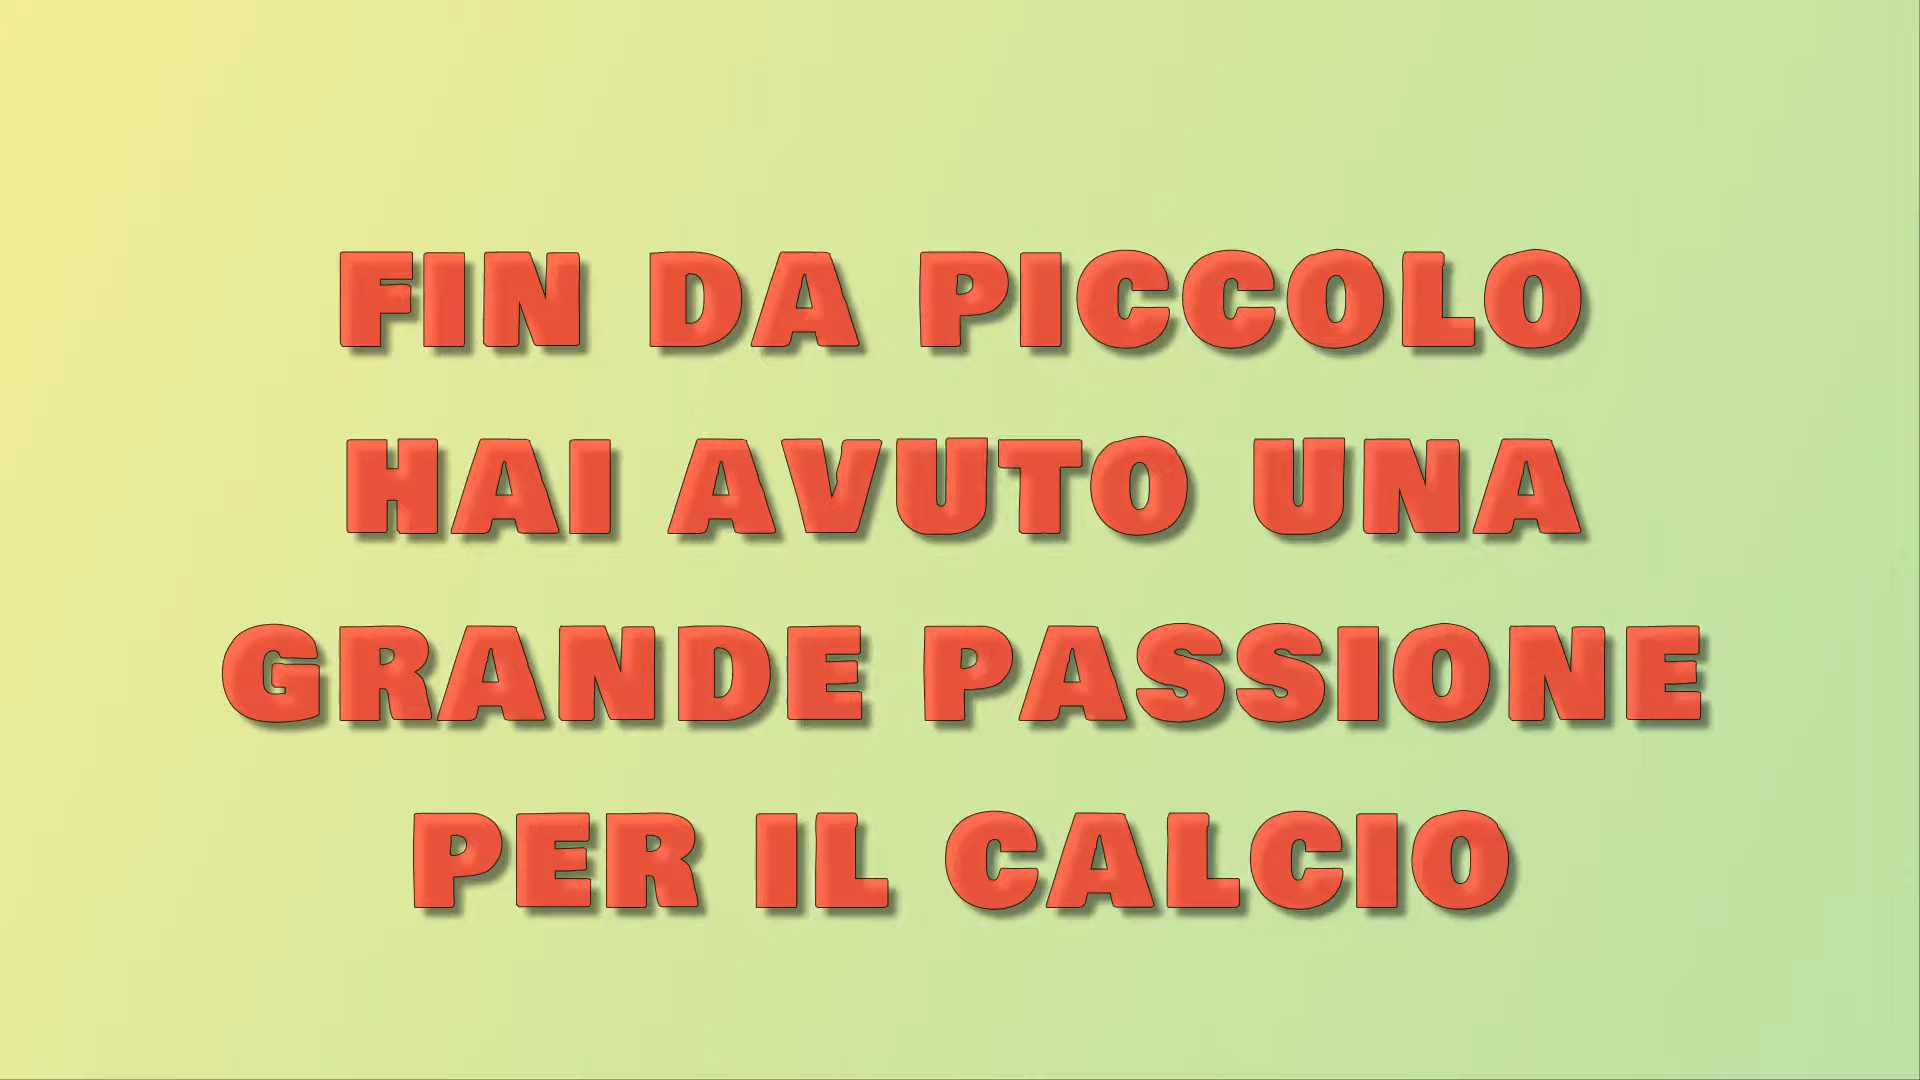 FIN DA PICCOLO
HAI AVUTO UNA
GRANDE PASSIONE
PER IL CALCIO